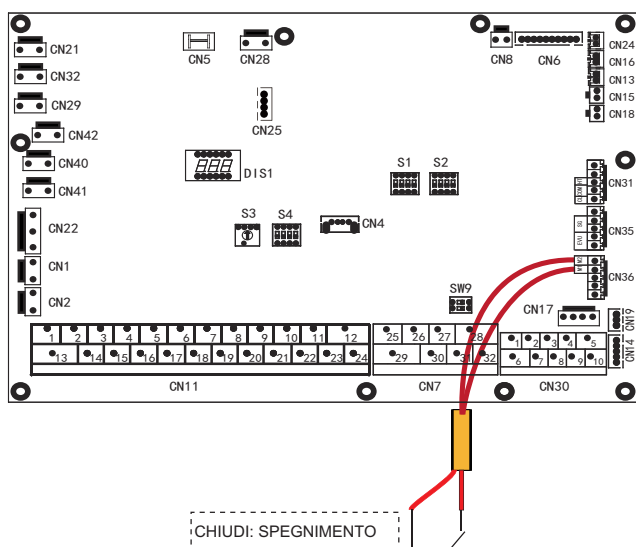 CN21
CN5
CN28
CN8
CN6
CN24
CN32
CN16
CN13
CN29
CN15
CN25
CN18
CN42
CN40
DIS1
S1
S2
CN41
CN31
S3
S4
CN4
CN22
SG
EVU
CN35
CN1
M1 M2
CN36
CN2
SW9
CN17
CN19
CN14
1 2 3 4 5 6 7 8 9 10 11 12
13 14 15 16 17 18 19 20 21 22 23 24
CN11
25 26 27 28
29 30 31 32
CN7
1 2 3 4 5
6 7 8 9 10
CN30
CHIUDI: SPEGNIMENTO